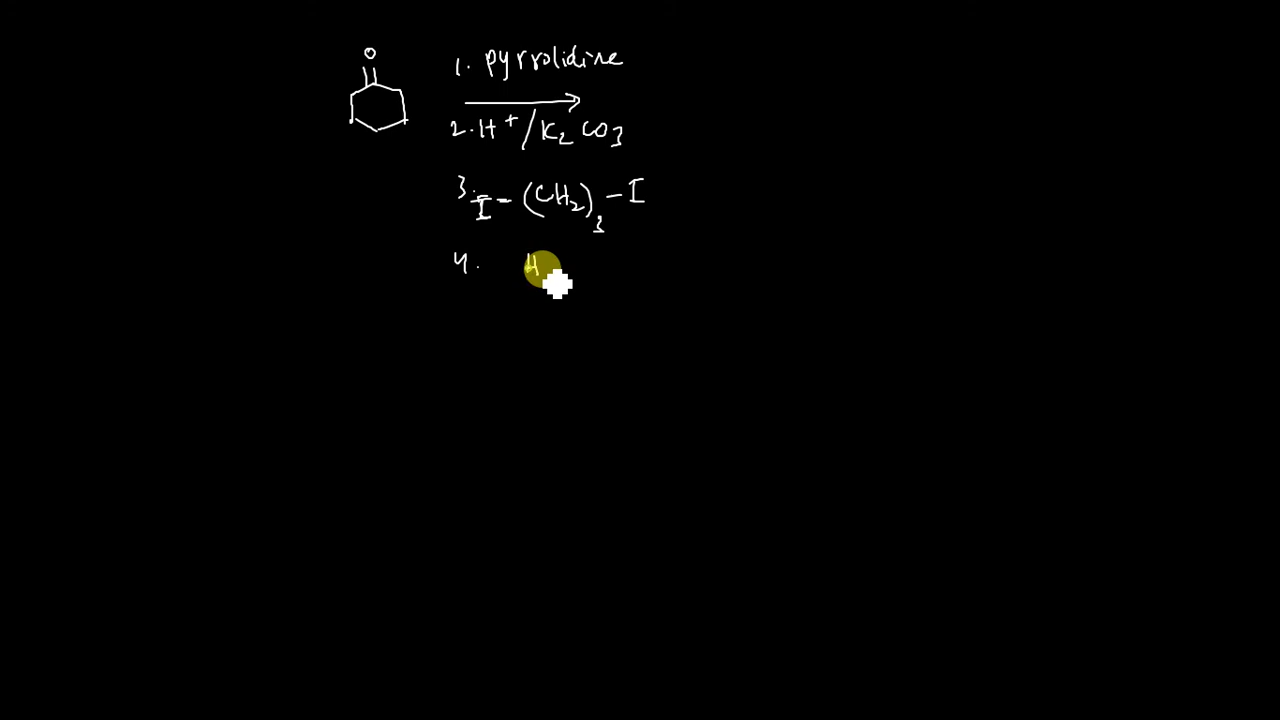 O
1. pyrrolidine
2. H+/K2CO3
3. I-(CH2)3-I
4. H